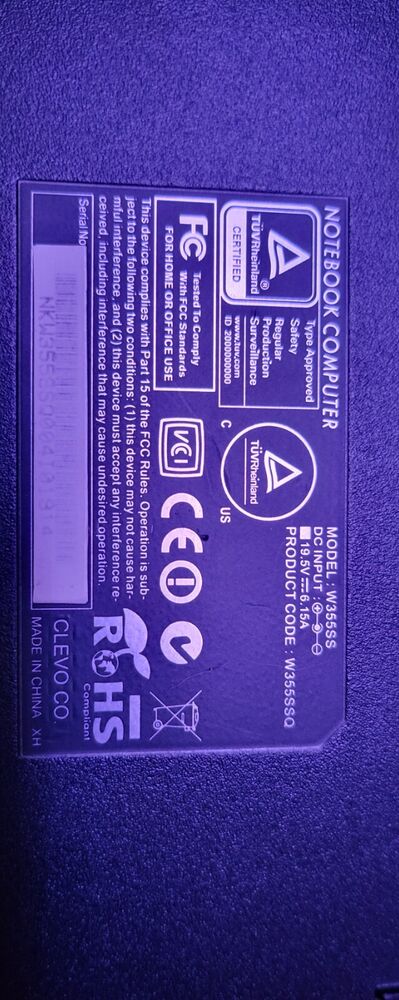 NOTEBOOK COMPUTER
MODEL : W355SS
DC INPUT :
19.5V 6.15A
PRODUCT CODE : W355SSQ
TÜVRheinland®
CERTIFIED
Type Approved
Safety
Regular
Production
Surveillance
www.tuv.com
ID 2000000000
TÜVRheinland
C US
FC Tested To Comply
With FCC Standards
FOR HOME OR OFFICE USE
VCI
CE
This device complies with Part 15 of the FCC Rules. Operation is sub-
ject to the following two conditions: (1) this device may not cause har-
mful interference, and (2) this device must accept any interference re-
ceived, including interference that may cause undesired operation.
RoHS
Compliant
Serial No
CLEVO CO.
MADE IN CHINA XH